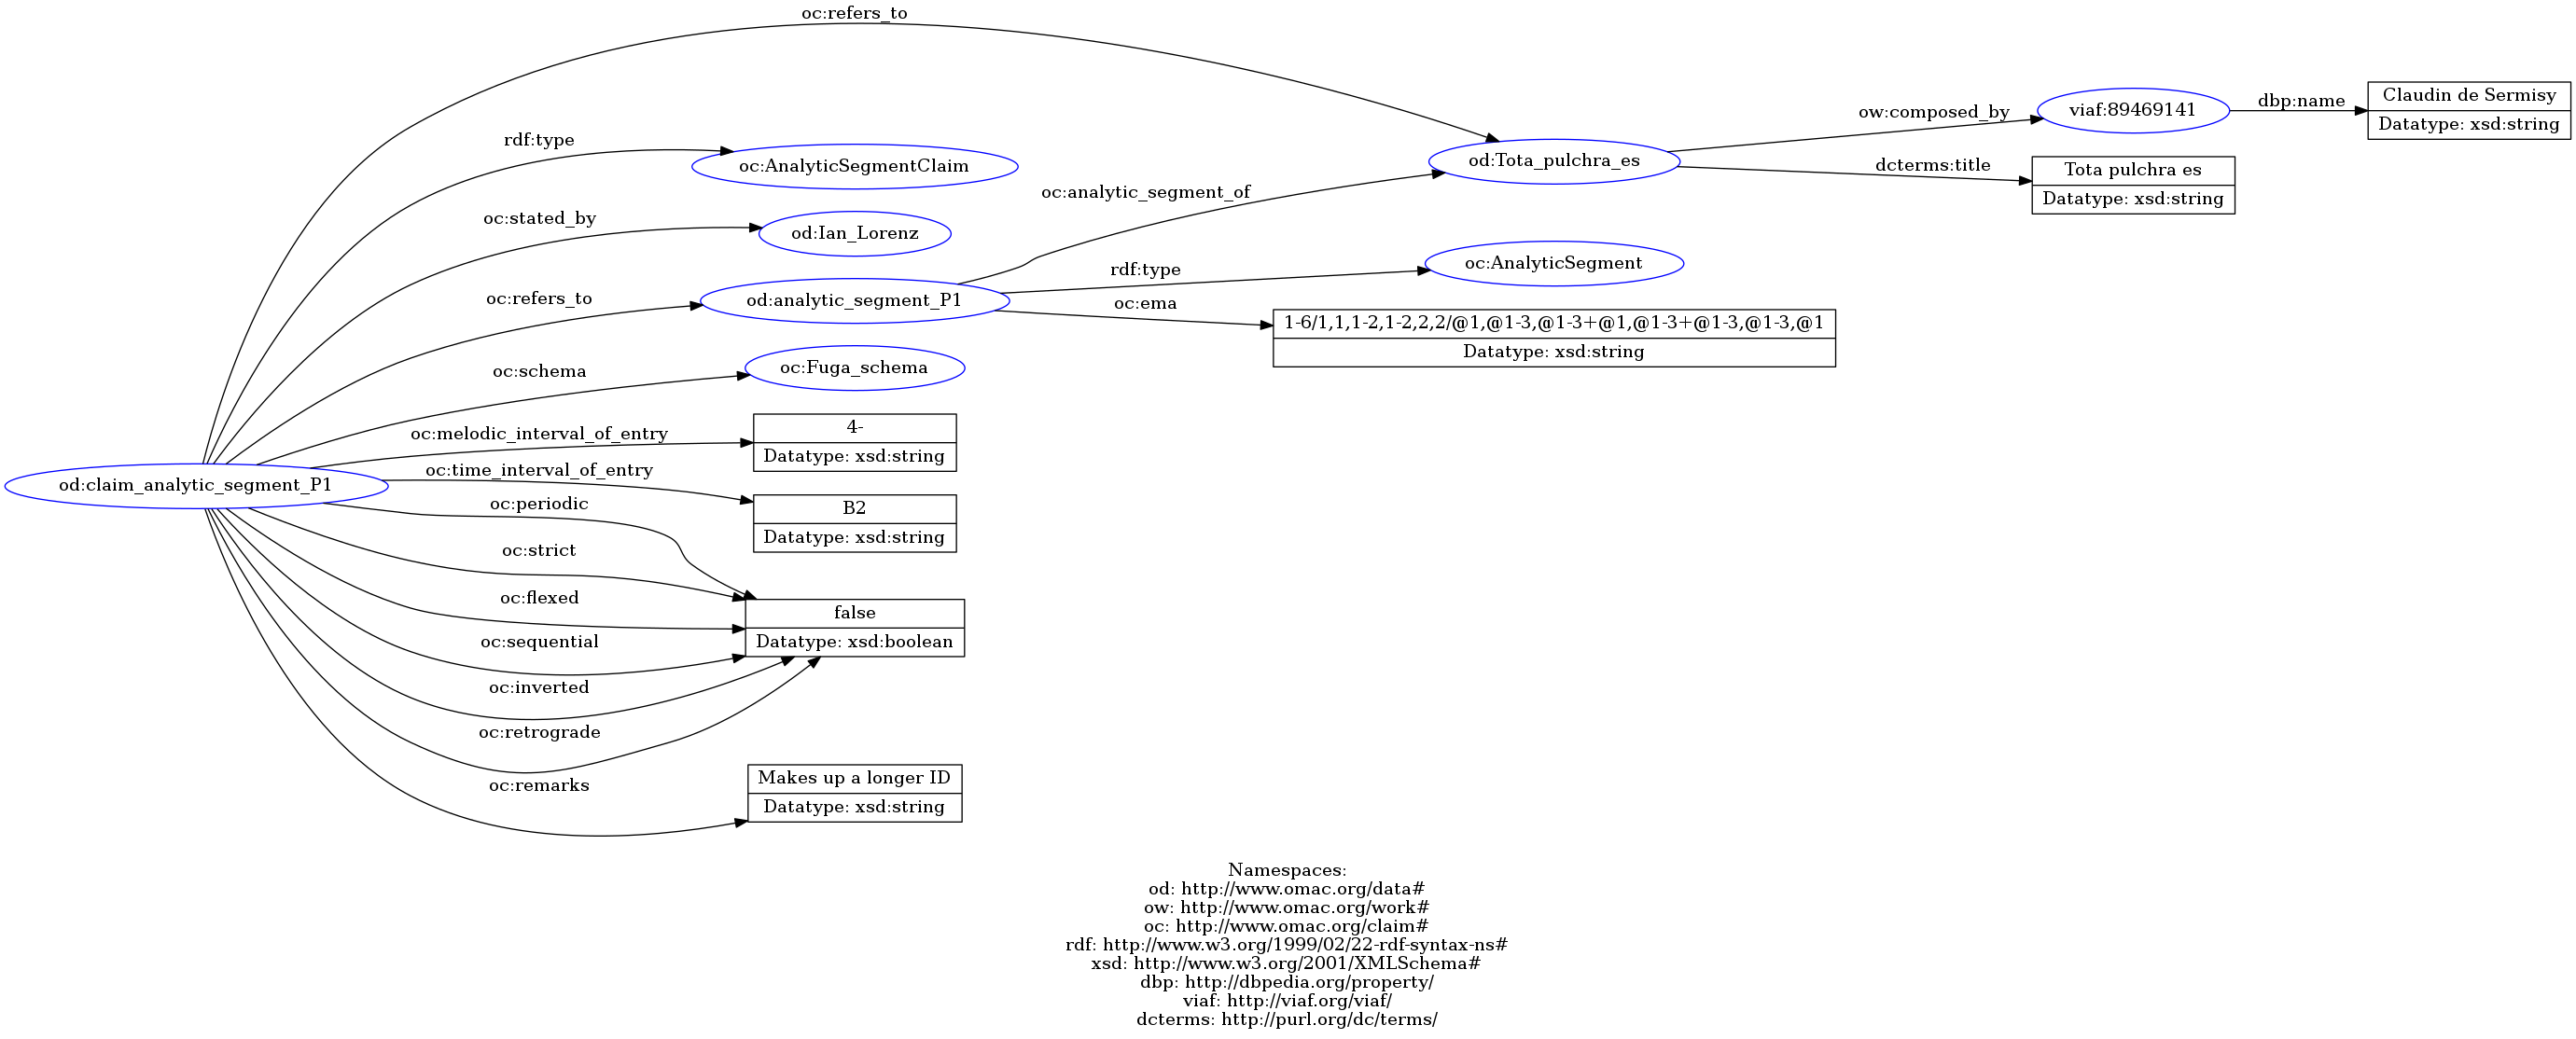 oc:refers_to
rdf:type
oc:AnalyticSegmentClaim
oc:stated_by
od:Ian_Lorenz
oc:refers_to
od:analytic_segment_P1
oc:schema
oc:Fuga_schema
oc:analytic_segment_of
od:Tota_pulchra_es
rdf:type
oc:AnalyticSegment
oc:ema
1-6/1,1,1-2,1-2,2,2/@1,@1-3,@1-3+@1,@1-3+@1-3,@1-3,@1
Datatype: xsd:string
ow:composed_by
viaf:89469141
dbp:name
Claudin de Sermisy
Datatype: xsd:string
dcterms:title
Tota pulchra es
Datatype: xsd:string
od:claim_analytic_segment_P1
oc:melodic_interval_of_entry
4-
Datatype: xsd:string
oc:time_interval_of_entry
B2
Datatype: xsd:string
oc:periodic
oc:strict
oc:flexed
oc:sequential
oc:inverted
oc:retrograde
false
Datatype: xsd:boolean
oc:remarks
Makes up a longer ID
Datatype: xsd:string
Namespaces:
od: http://www.omac.org/data#
ow: http://www.omac.org/work#
oc: http://www.omac.org/claim#
rdf: http://www.w3.org/1999/02/22-rdf-syntax-ns#
xsd: http://www.w3.org/2001/XMLSchema#
dbp: http://dbpedia.org/property/
viaf: http://viaf.org/viaf/
dcterms: http://purl.org/dc/terms/